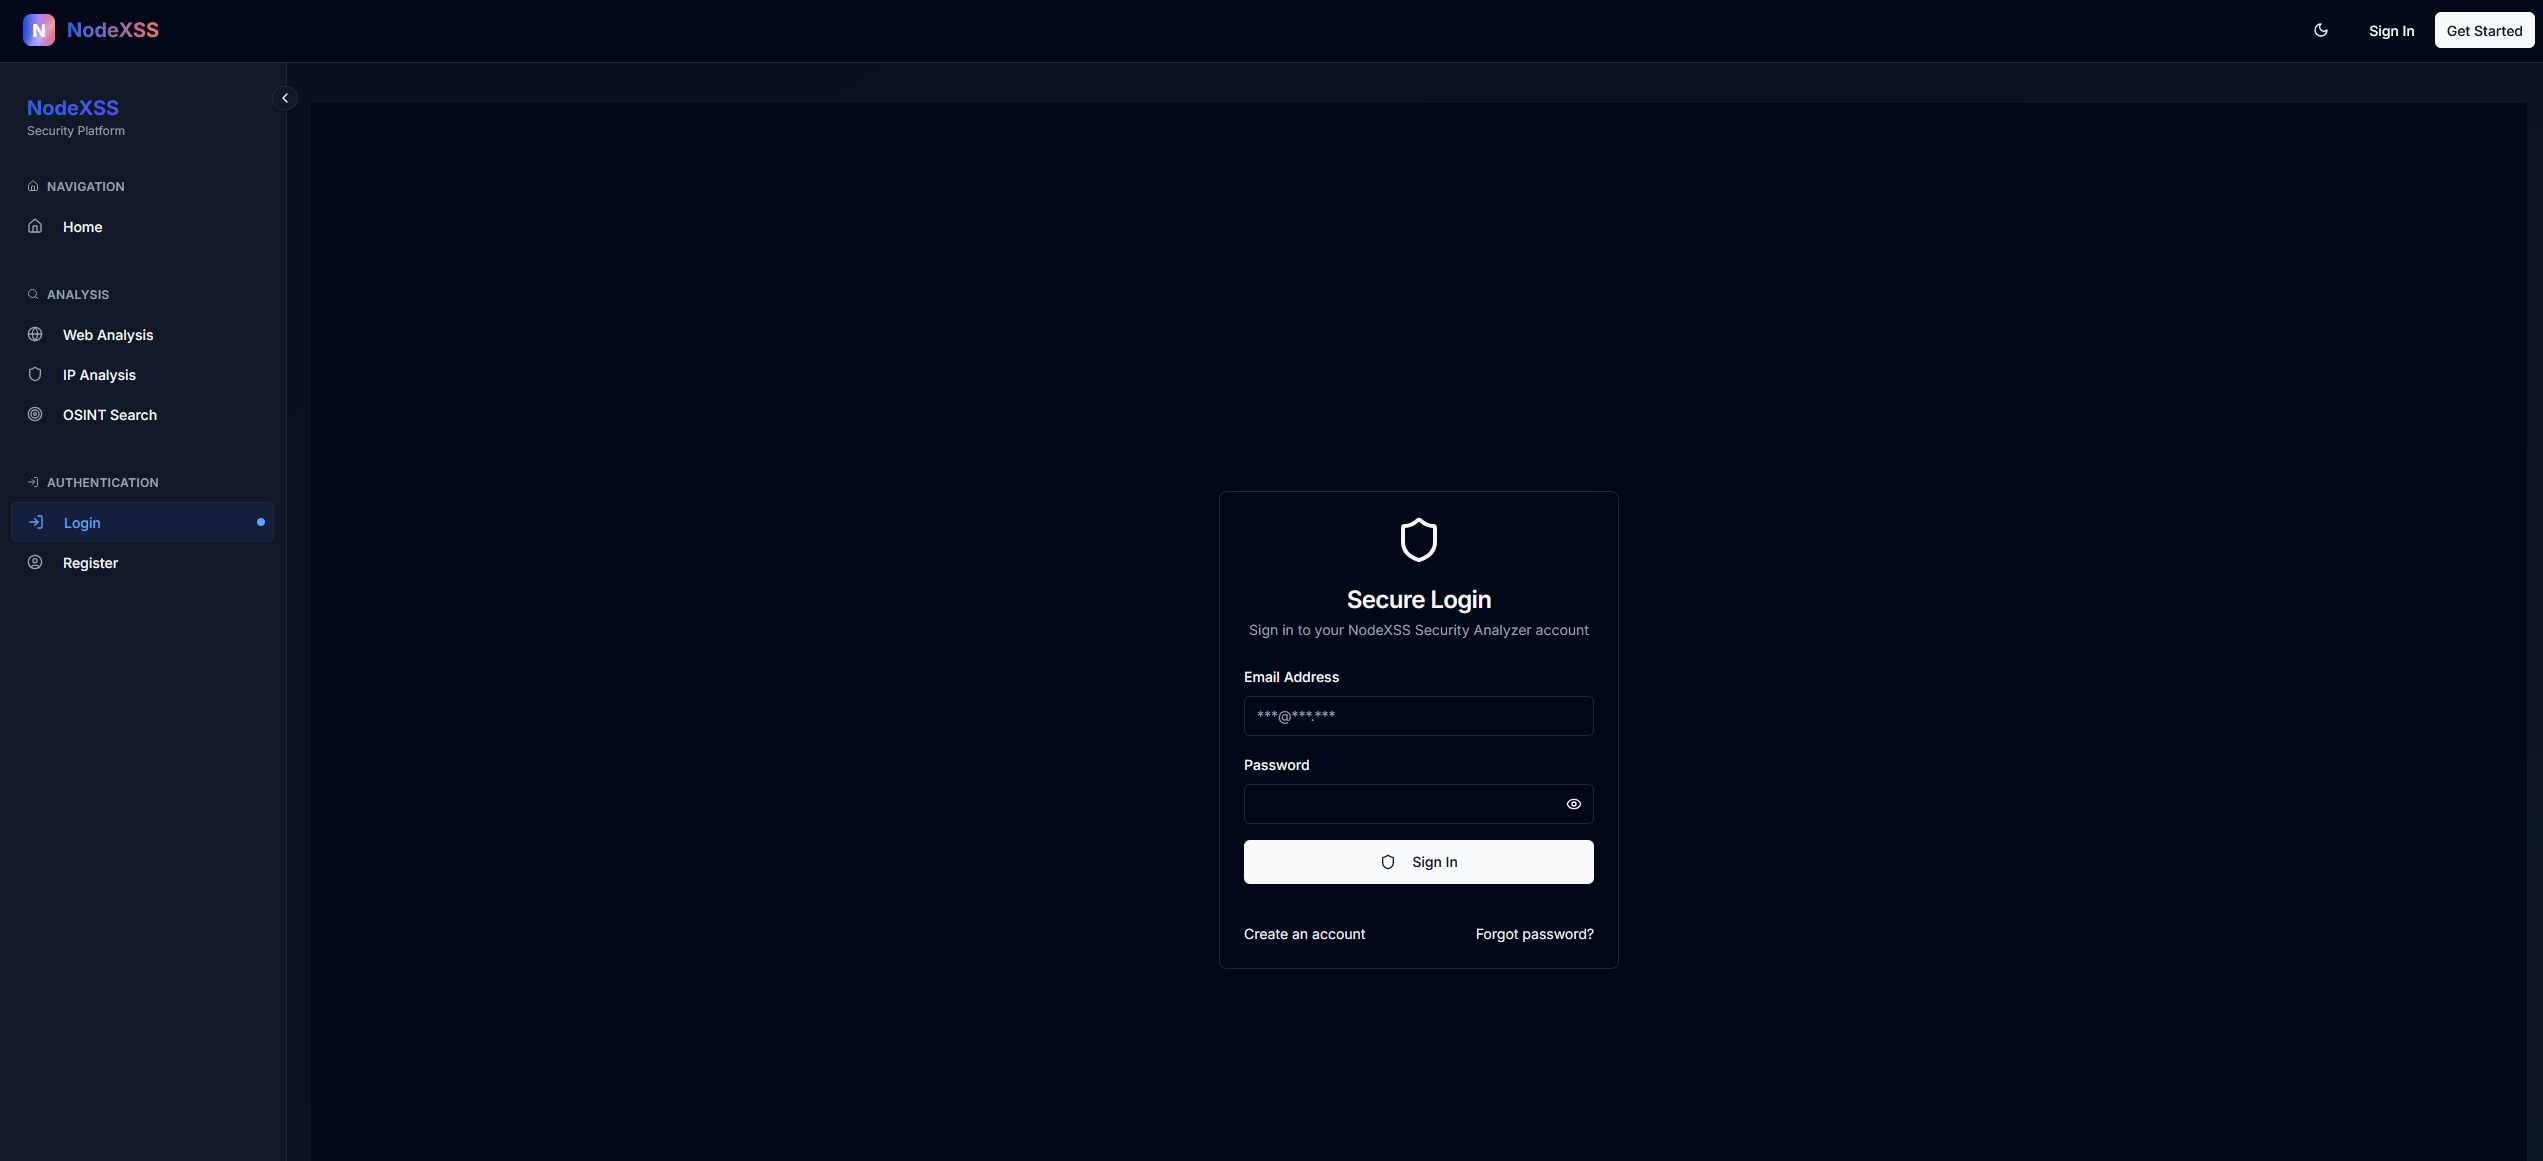 N NodeXSS
Sign In
Get Started
NodeXSS
Security Platform
NAVIGATION
Home
ANALYSIS
Web Analysis
IP Analysis
OSINT Search
AUTHENTICATION
Login
Register
Secure Login
Sign in to your NodeXSS Security Analyzer account
Email Address
***@***.***
Password
Sign In
Create an account
Forgot password?